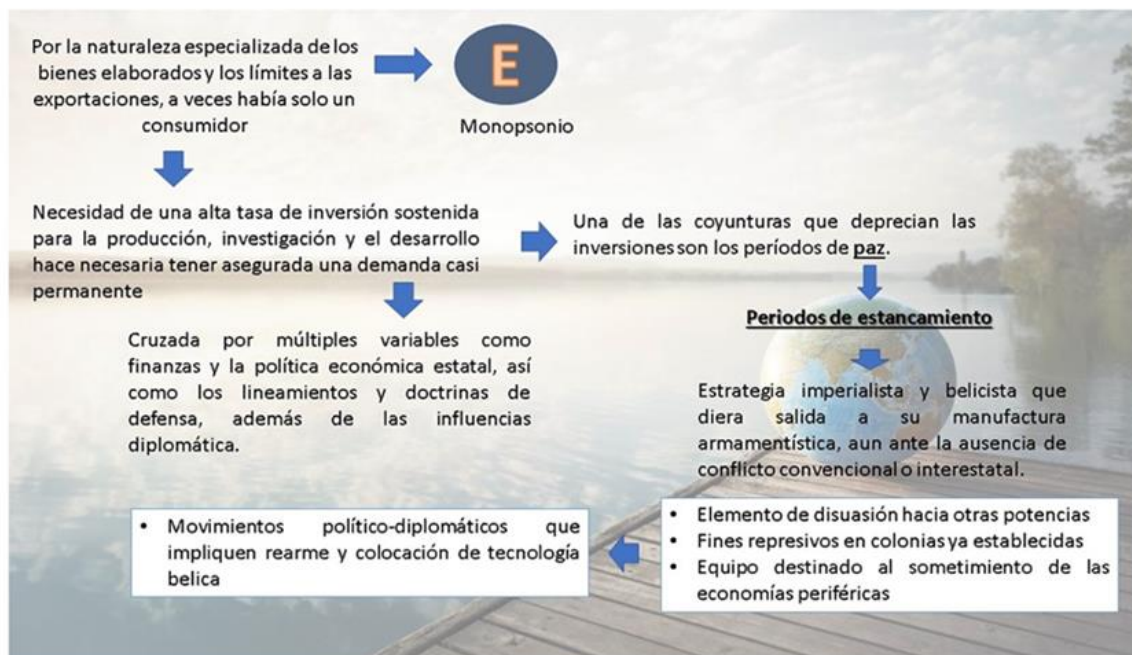 Por la naturaleza especializada de los
bienes elaborados y los límites a las
exportaciones, a veces había solo un
consumidor
E
Monopsonio
Necesidad de una alta tasa de inversión sostenida
para la producción, investigación y el desarrollo
hace necesaria tener asegurada una demanda casi
permanente
Una de las coyunturas que deprecian las
inversiones son los períodos de paz.
Periodos de estancamiento
Cruzada por múltiples variables como
finanzas y la política económica estatal, así
como los lineamientos y doctrinas de
defensa, además de las influencias
diplomática.
Estrategia imperialista y belicista que
diera salida a su manufactura
armamentística, aun ante la ausencia de
conflicto convencional o interestatal.
• Elemento de disuasión hacia otras potencias
• Fines represivos en colonias ya establecidas
• Equipo destinado al sometimiento de las
economías periféricas
• Movimientos político-diplomáticos que
impliquen rearme y colocación de tecnología
belica